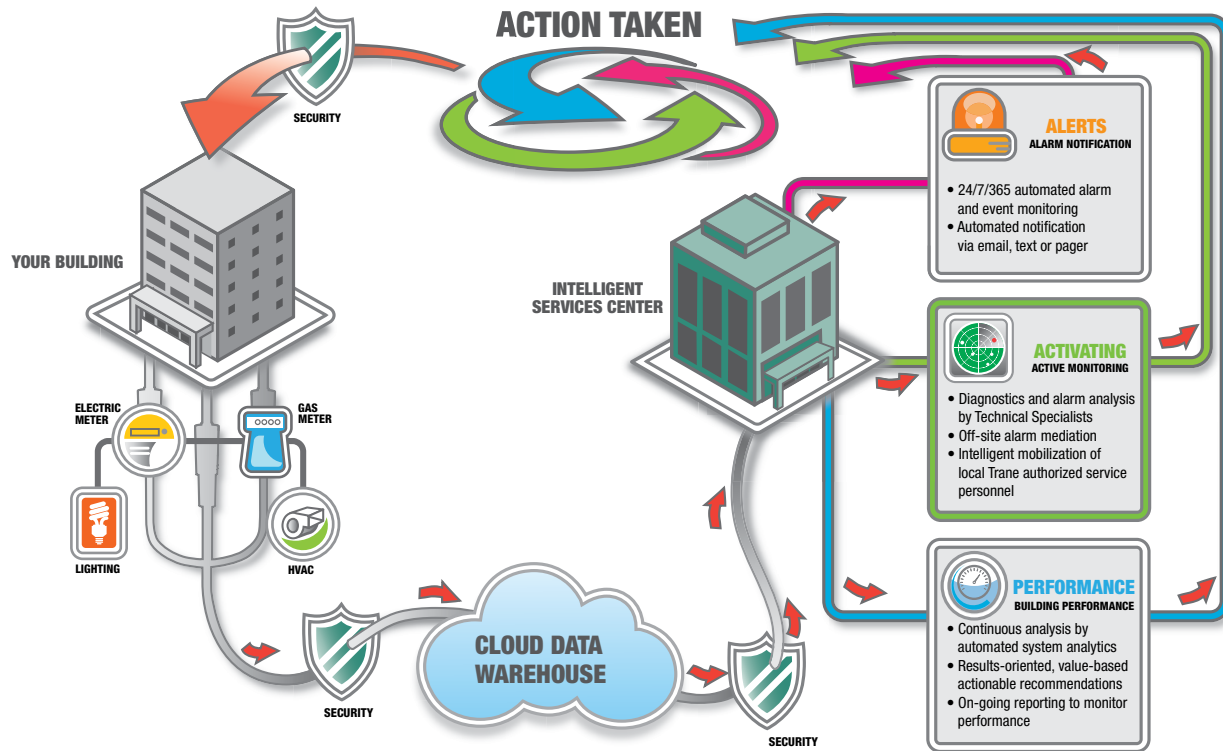 ACTION TAKEN
SECURITY
YOUR BUILDING
ELECTRIC
METER
GAS
METER
LIGHTING
HVAC
SECURITY
CLOUD DATA
WAREHOUSE
SECURITY
INTELLIGENT
SERVICES CENTER
ALERTS
ALARM NOTIFICATION
• 24/7/365 automated alarm
and event monitoring
• Automated notification
via email, text or pager
ACTIVATING
ACTIVE MONITORING
• Diagnostics and alarm analysis
by Technical Specialists
• Off-site alarm mediation
• Intelligent mobilization of
local Trane authorized service
personnel
PERFORMANCE
BUILDING PERFORMANCE
• Continuous analysis by
automated system analytics
• Results-oriented, value-based
actionable recommendations
• On-going reporting to monitor
performance